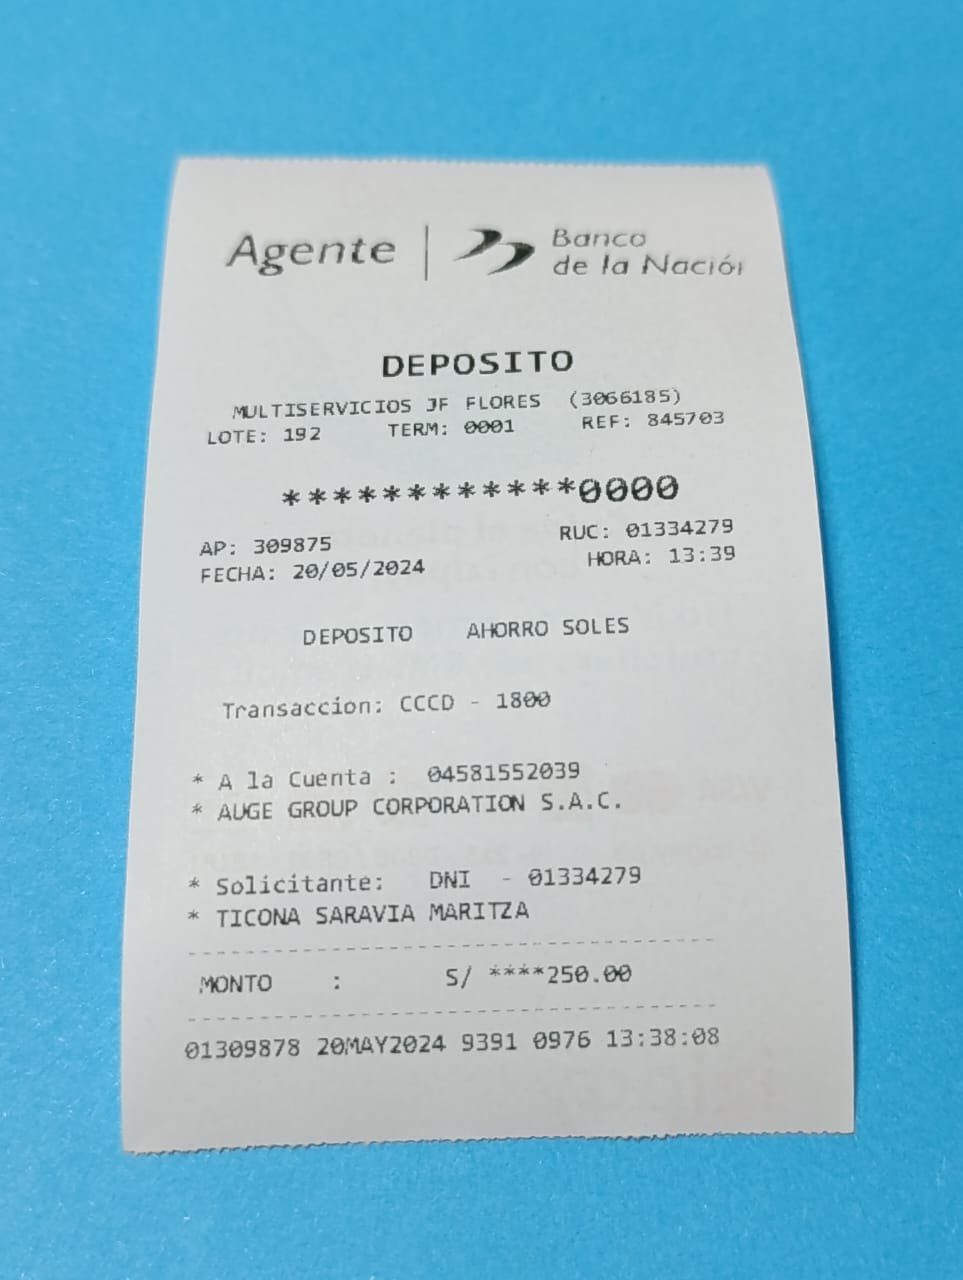 Agente | Banco
de la Nación
DEPOSITO
MULTISERVICIOS JF FLORES (3066185)
LOTE: 192 TERM: 0001 REF: 845703
************0000
AP: 309875 RUC: 01334279
FECHA: 20/05/2024 HORA: 13:39
DEPOSITO AHORRO SOLES
Transaccion: CCCD - 1800
* A la Cuenta : 04581552039
* AUGE GROUP CORPORATION S.A.C.
* Solicitante: DNI - 01334279
* TICONA SARAVIA MARITZA
MONTO : S/ ****250.00
01309878 20MAY2024 9391 0976 13:38:08